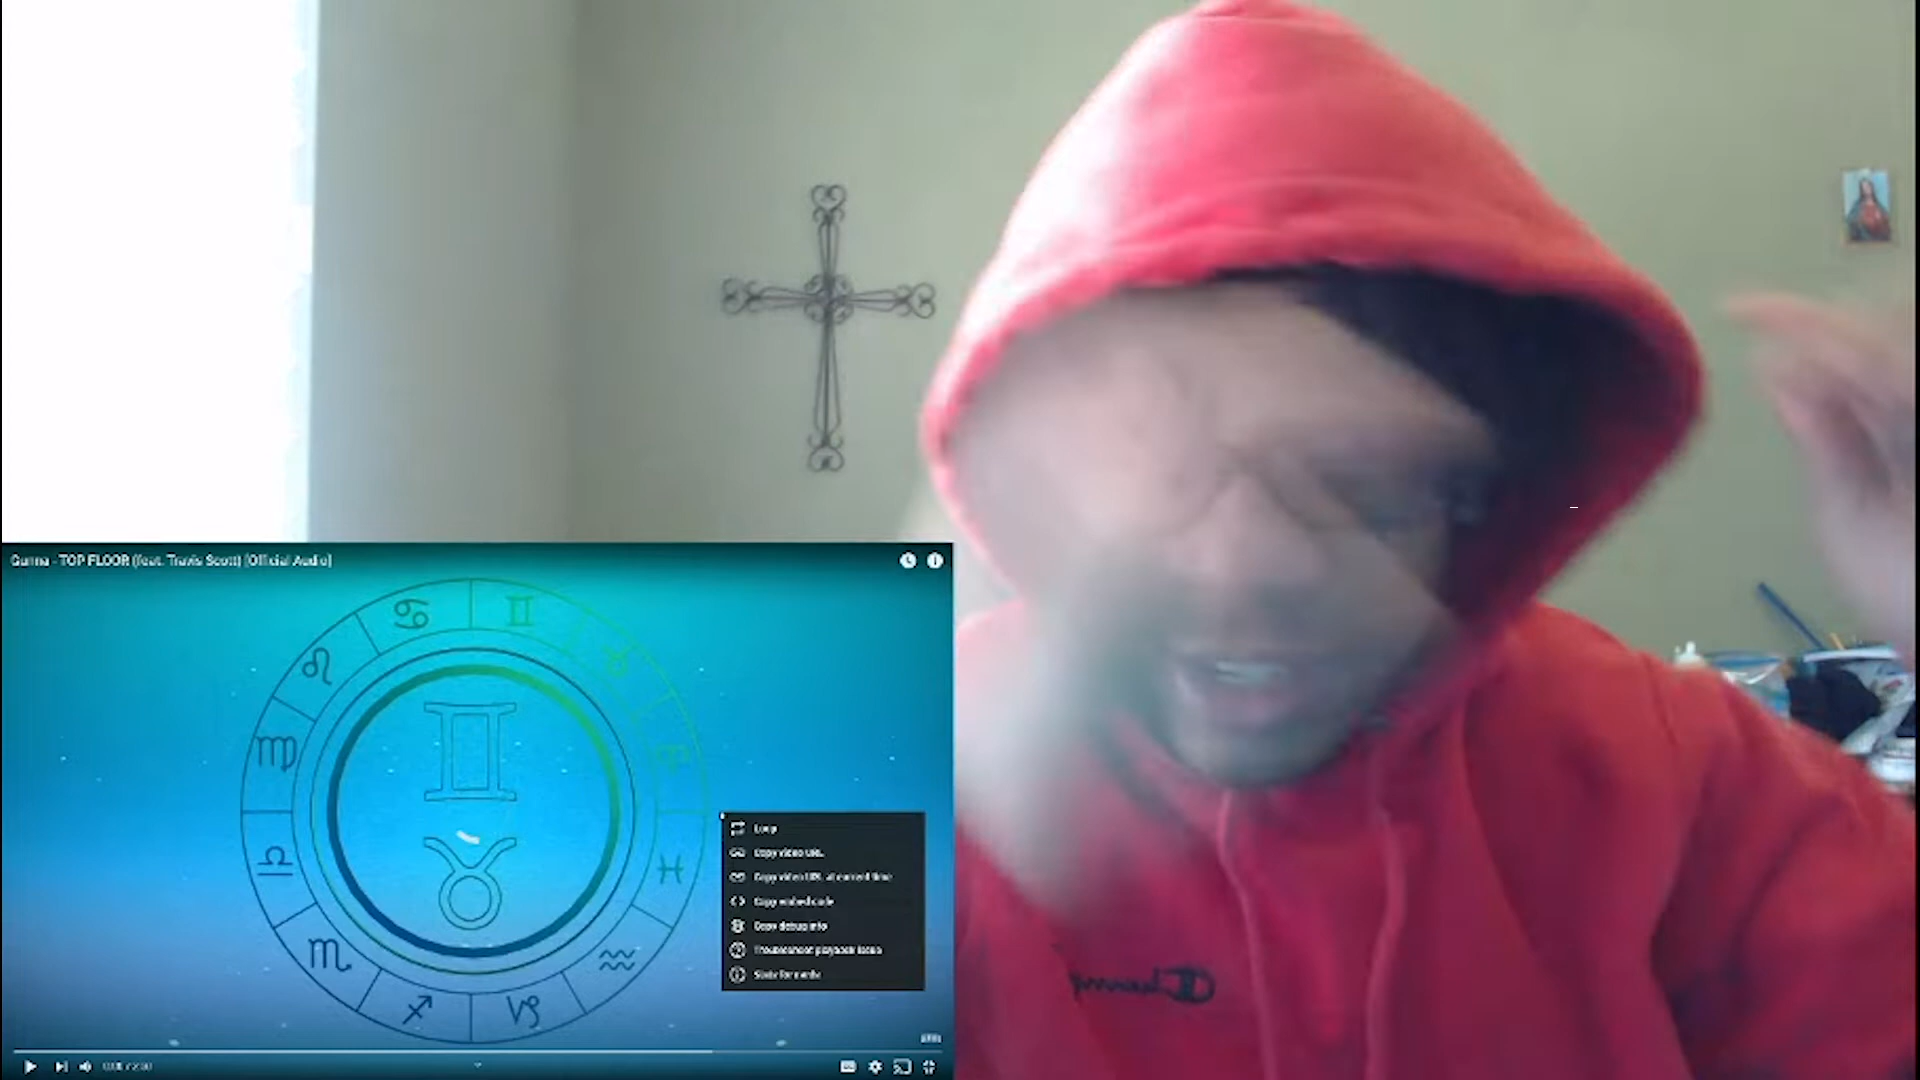 Gunna - TOP FLOOR (feat. Travis Scott) [Official Audio]
Loop
Copy video URL
Copy video URL at current time
Copy embed code
Copy debug info
Troubleshoot playback issue
Stats for nerds
Champion